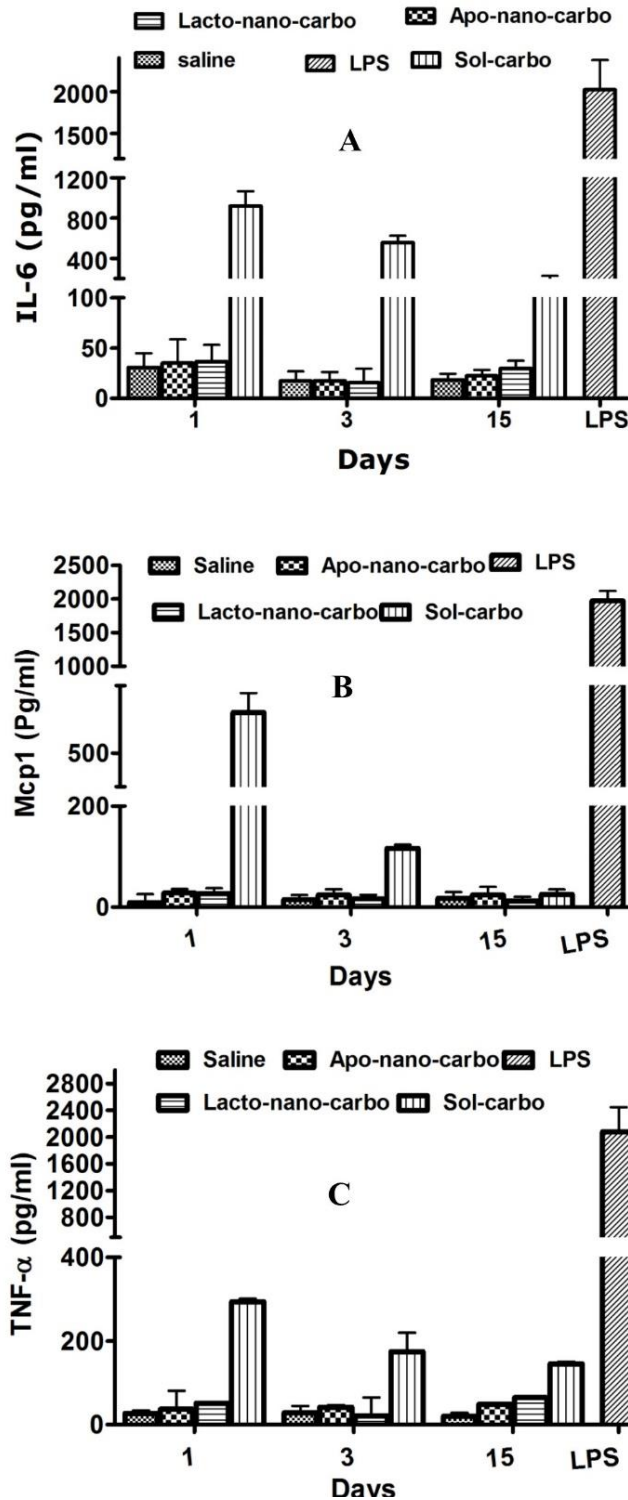 Lacto-nano-carbo Apo-nano-carbo
saline LPS Sol-carbo
IL-6 (pg/ml)
2000
1500
1200
800
400
100
50
0
A
1 3 15 LPS
Days
Saline Apo-nano-carbo LPS
Lacto-nano-carbo Sol-carbo
Mcp1 (Pg/ml)
2500
2000
1500
1000
500
200
0
B
1 3 15 LPS
Days
Saline Apo-nano-carbo LPS
Lacto-nano-carbo Sol-carbo
TNF-α (pg/ml)
2800
2400
2000
1600
1200
800
400
200
0
C
1 3 15 LPS
Days